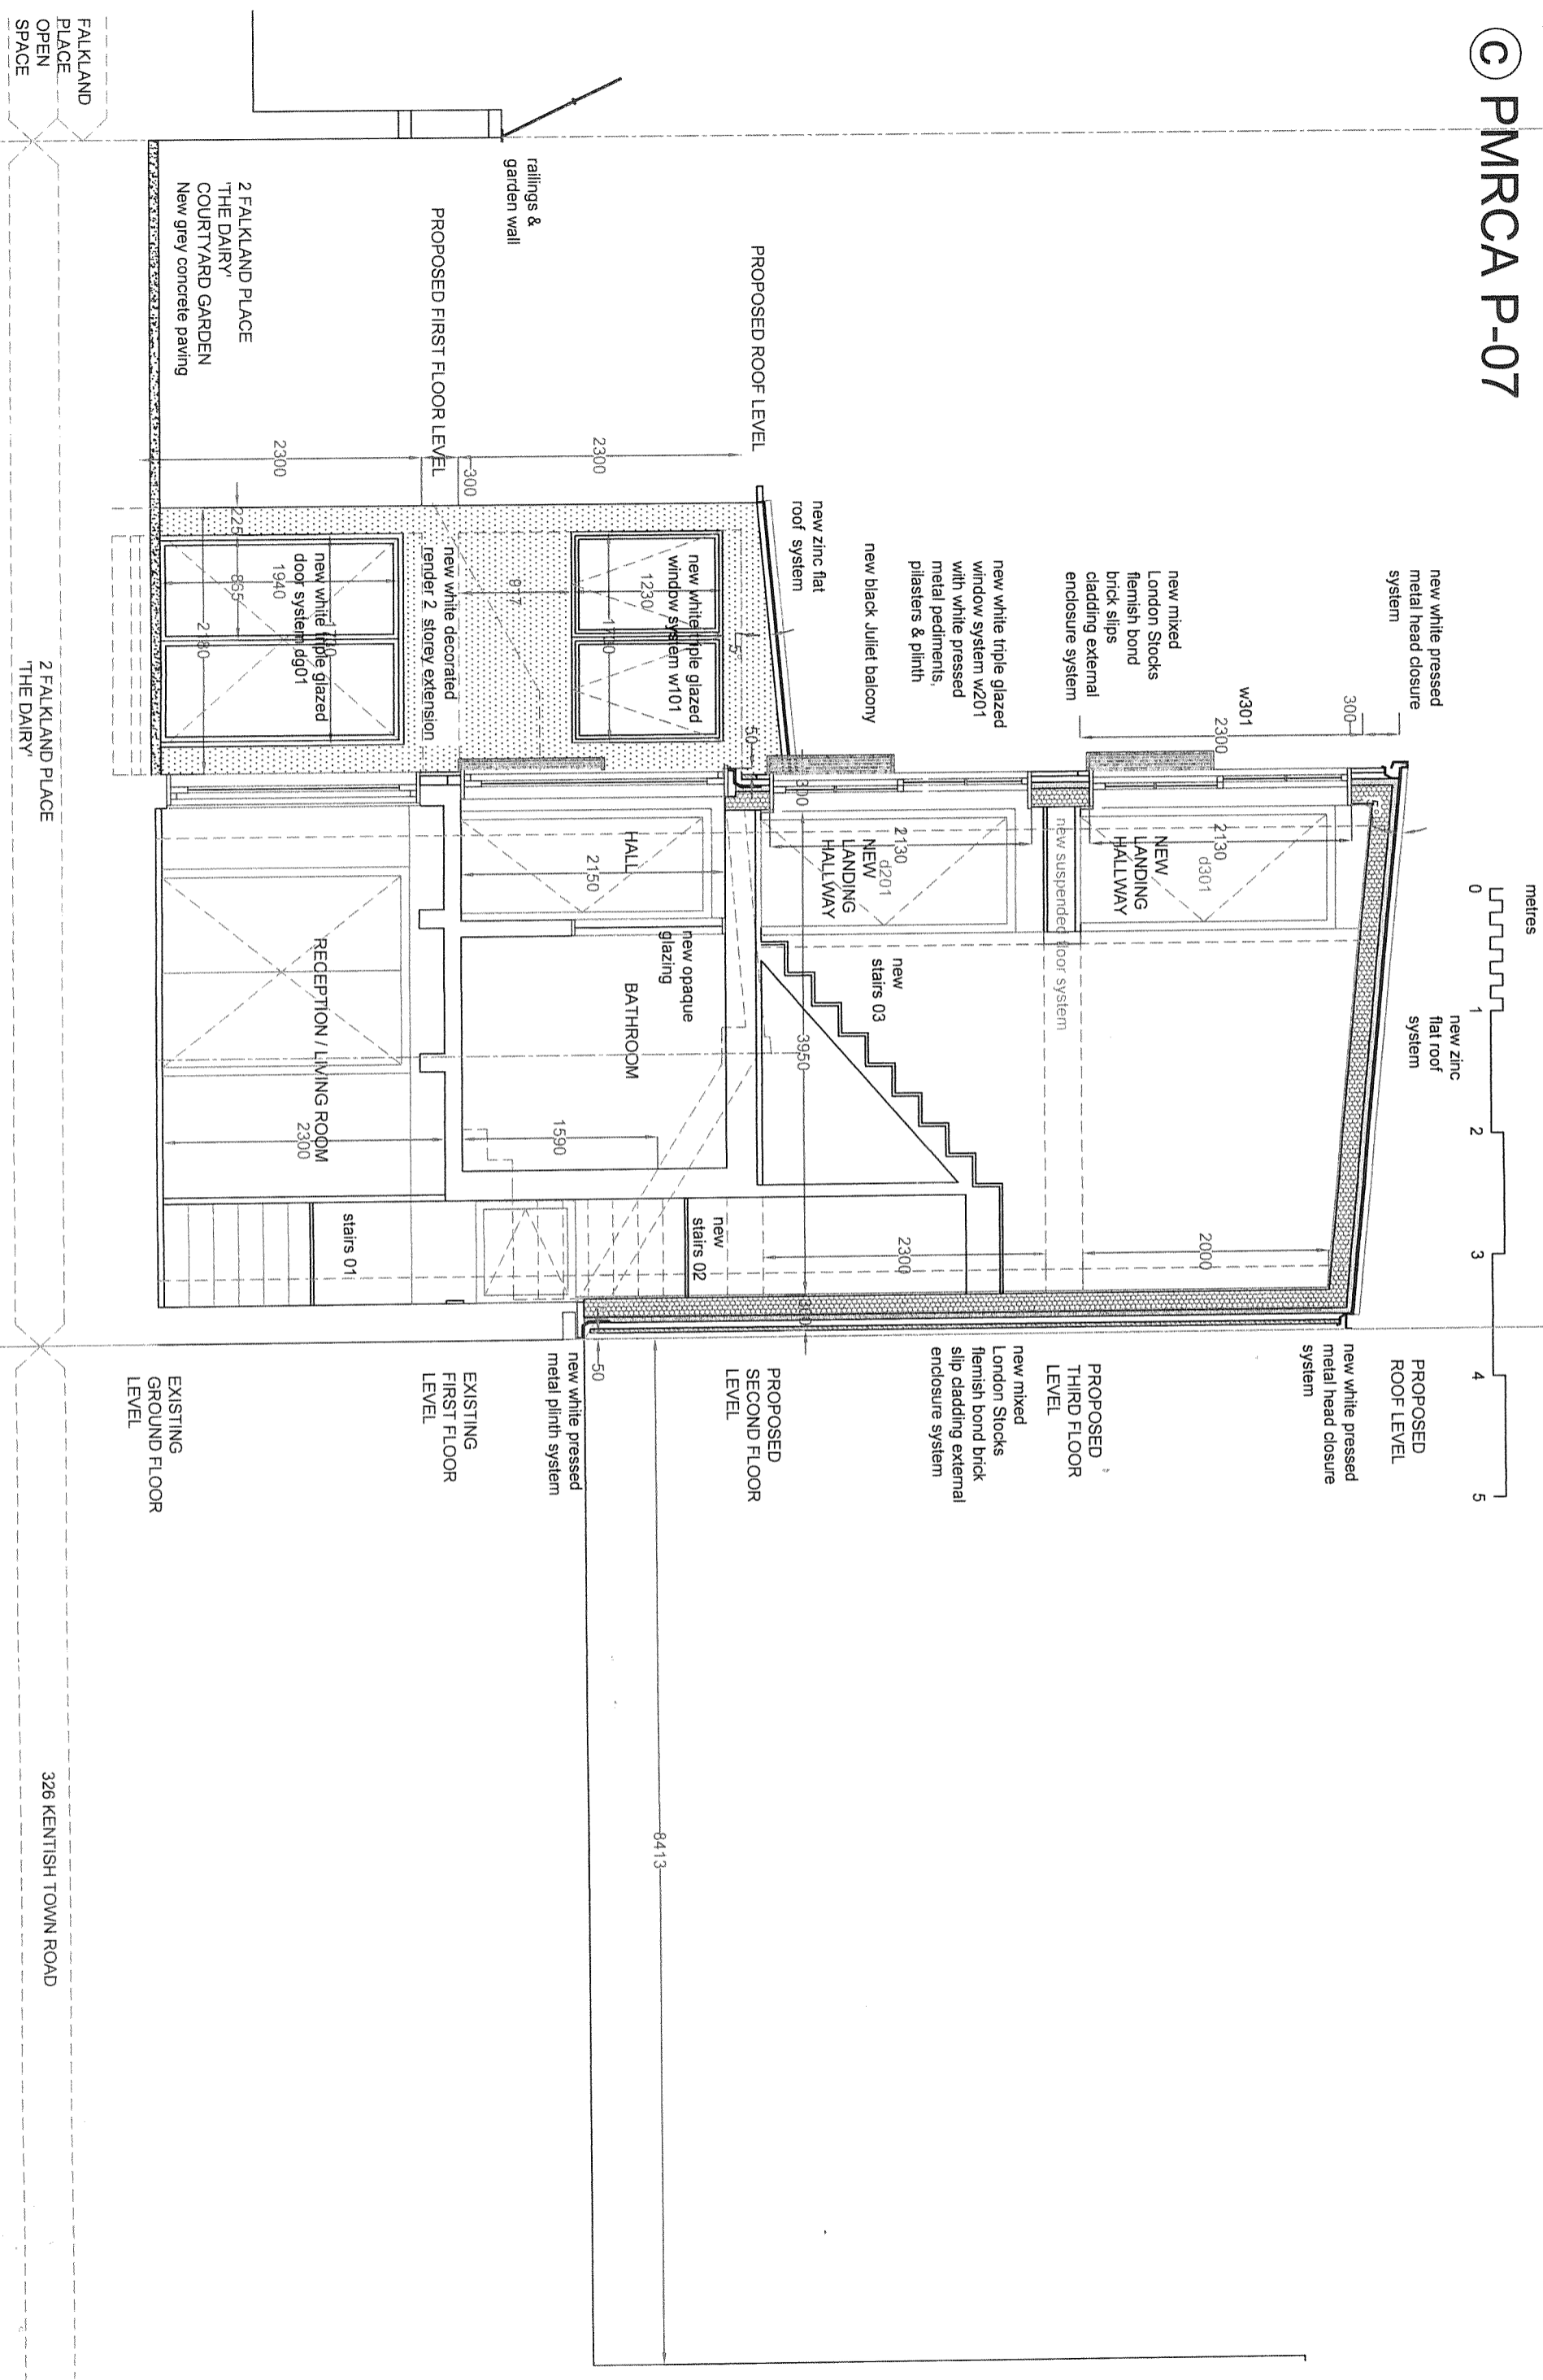 © PMRCA P-07
metres
0
1
2
3
4
5
new white pressed
metal head closure
system
new zinc
flat roof
system
PROPOSED
ROOF LEVEL
new white pressed
metal head closure
system
300
2300
w301
new mixed
London Stocks
flemish bond
brick slips
cladding external
enclosure system
2130
d301
NEW
LANDING
HALLWAY
2000
PROPOSED
THIRD FLOOR
LEVEL
new suspended floor system
new white triple glazed
window system w201
with white pressed
metal pediments,
pilasters & plinth
new mixed
London Stocks
flemish bond brick
slip cladding external
enclosure system
new black Juliet balcony
2130
d201
NEW
LANDING
HALLWAY
new
stairs 03
2300
new zinc flat
roof system
300
3950
300
PROPOSED ROOF LEVEL
50
5°
PROPOSED
SECOND FLOOR
LEVEL
new white triple glazed
window system w101
1230
1700
new opaque
glazing
new
stairs 02
8413
HALL
2150
BATHROOM
1590
50
2300
railings &
garden wall
977
new white pressed
metal plinth system
300
PROPOSED FIRST FLOOR LEVEL
new white decorated
render 2 storey extension
EXISTING
FIRST FLOOR
LEVEL
2300
new white triple glazed
door system dg01
1730
1940
865
225
2180
RECEPTION / LIVING ROOM
2300
stairs 01
2 FALKLAND PLACE
'THE DAIRY'
COURTYARD GARDEN
New grey concrete paving
EXISTING
GROUND FLOOR
LEVEL
FALKLAND
PLACE
OPEN
SPACE
2 FALKLAND PLACE
'THE DAIRY'
326 KENTISH TOWN ROAD